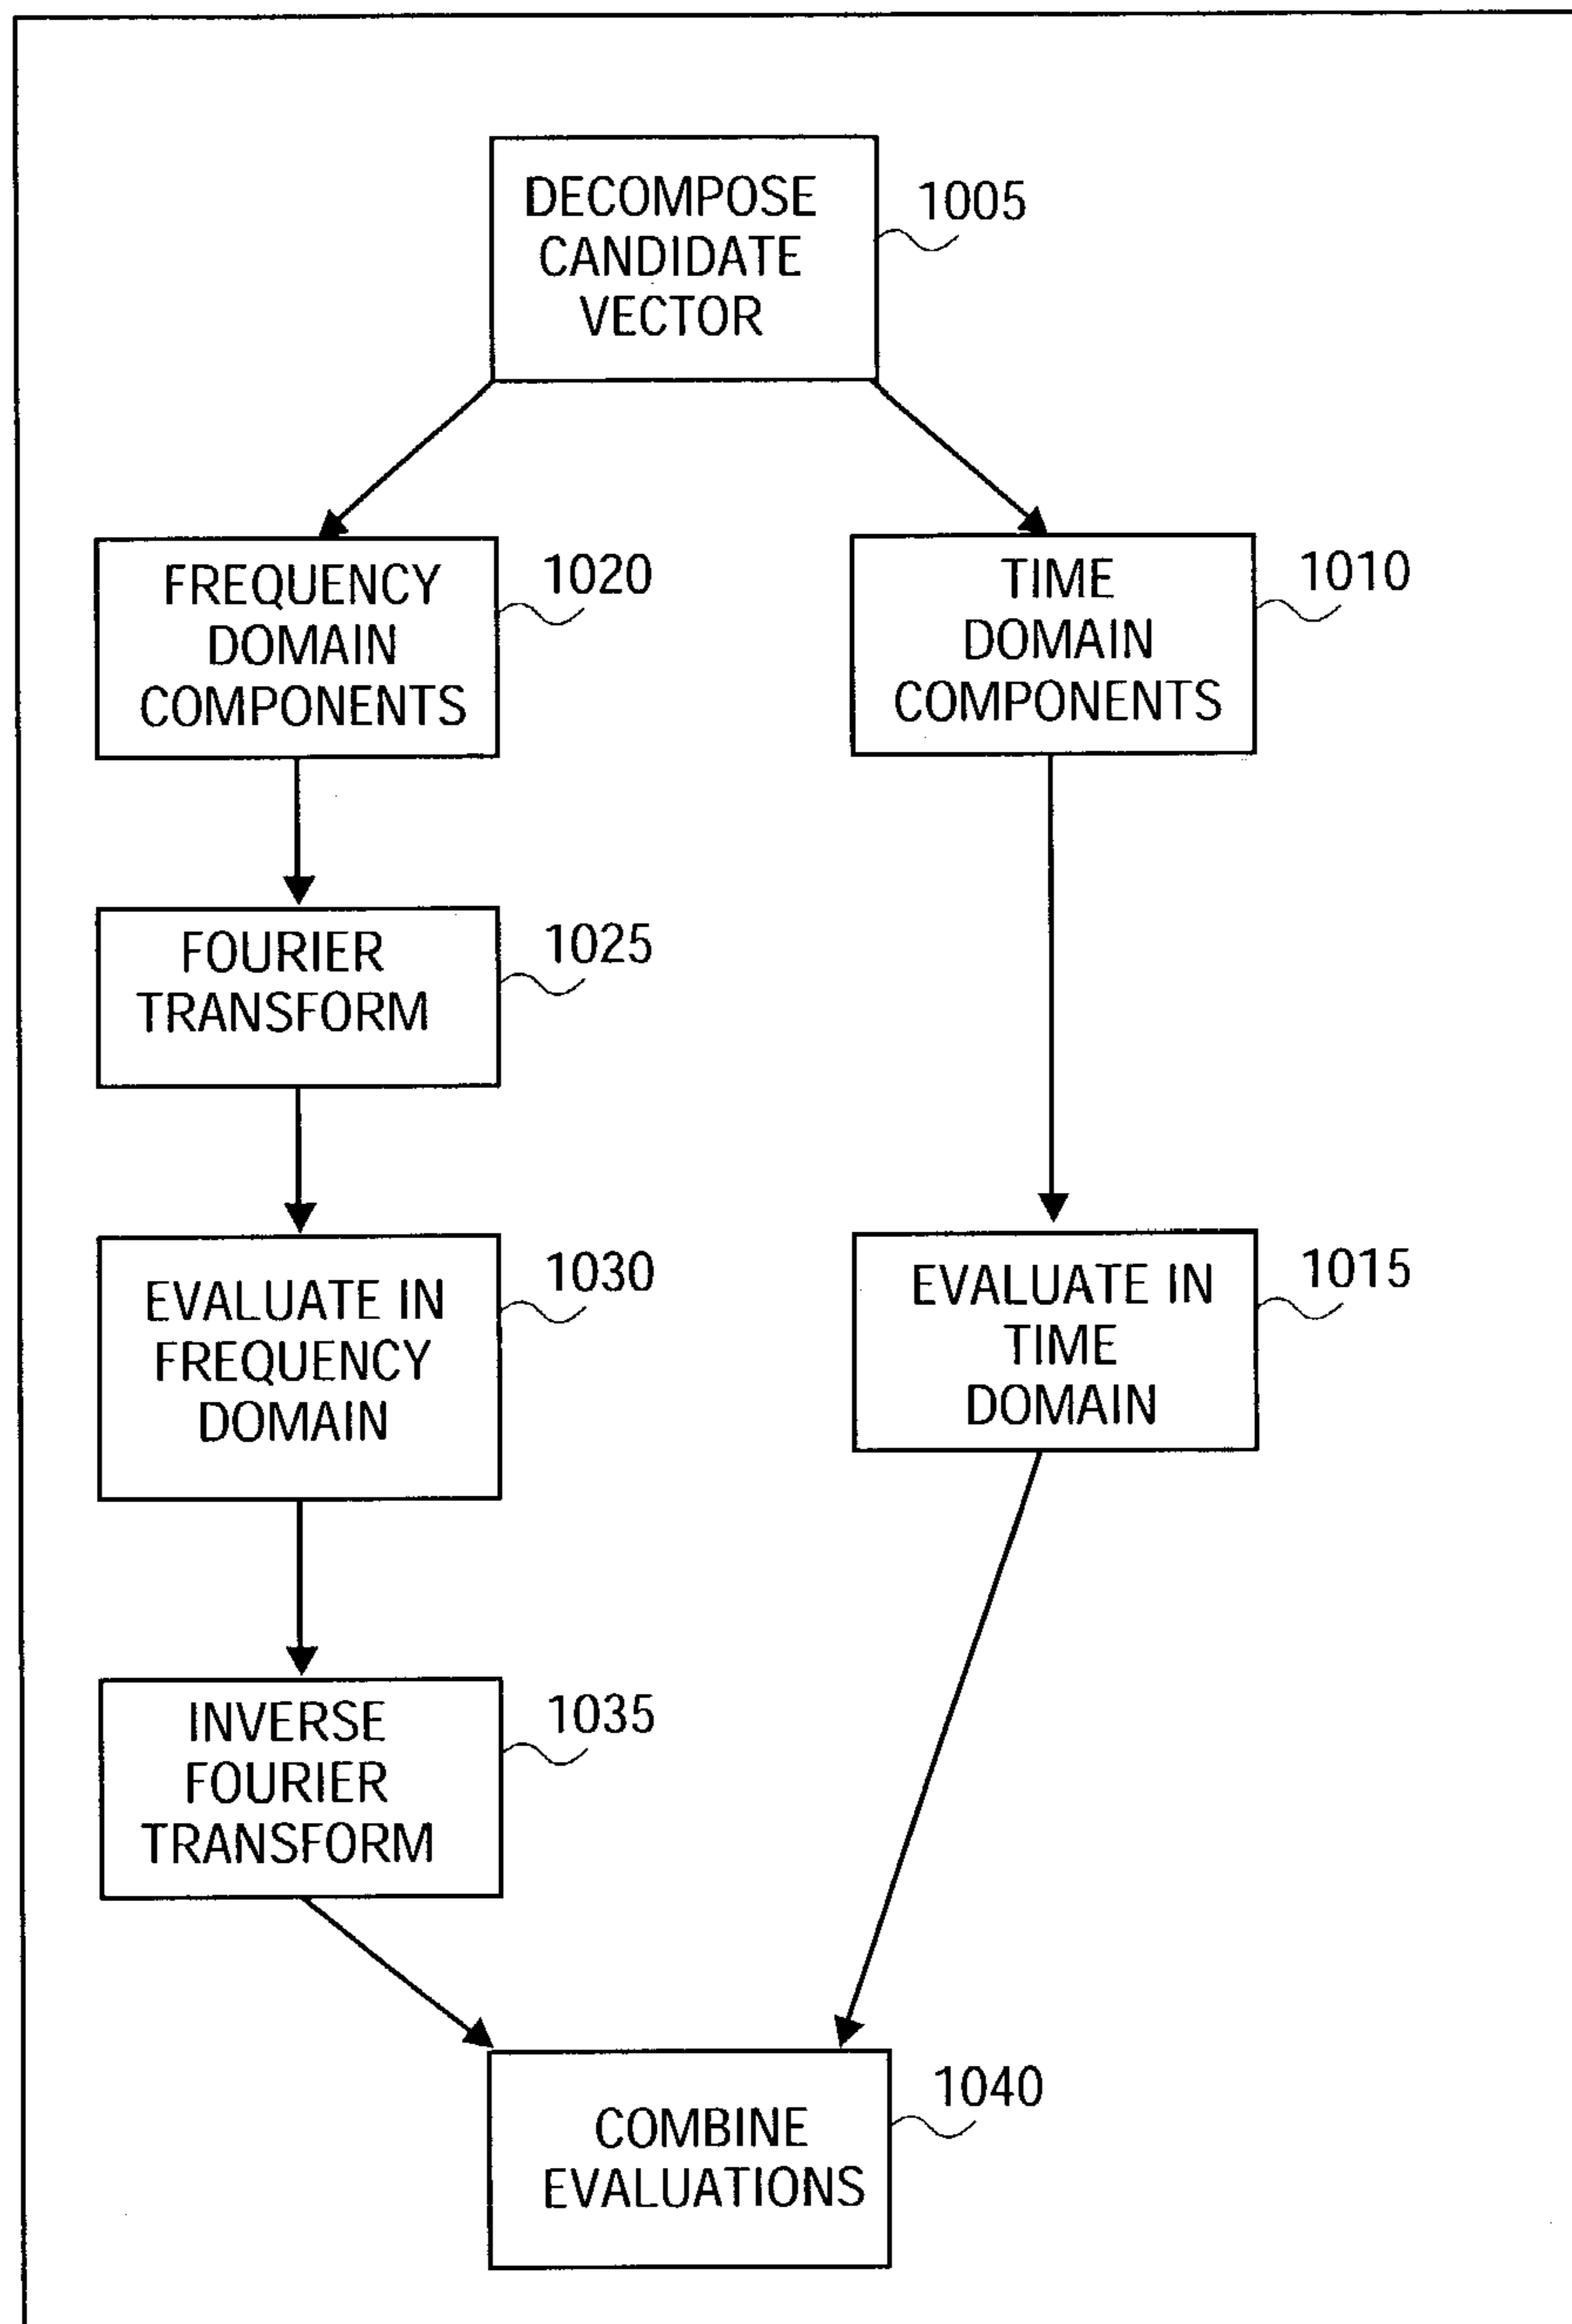 DECOMPOSE
CANDIDATE
VECTOR
1005
FREQUENCY
DOMAIN
COMPONENTS
1020
TIME
DOMAIN
COMPONENTS
1010
FOURIER
TRANSFORM
1025
EVALUATE IN
FREQUENCY
DOMAIN
1030
EVALUATE IN
TIME
DOMAIN
1015
INVERSE
FOURIER
TRANSFORM
1035
COMBINE
EVALUATIONS
1040